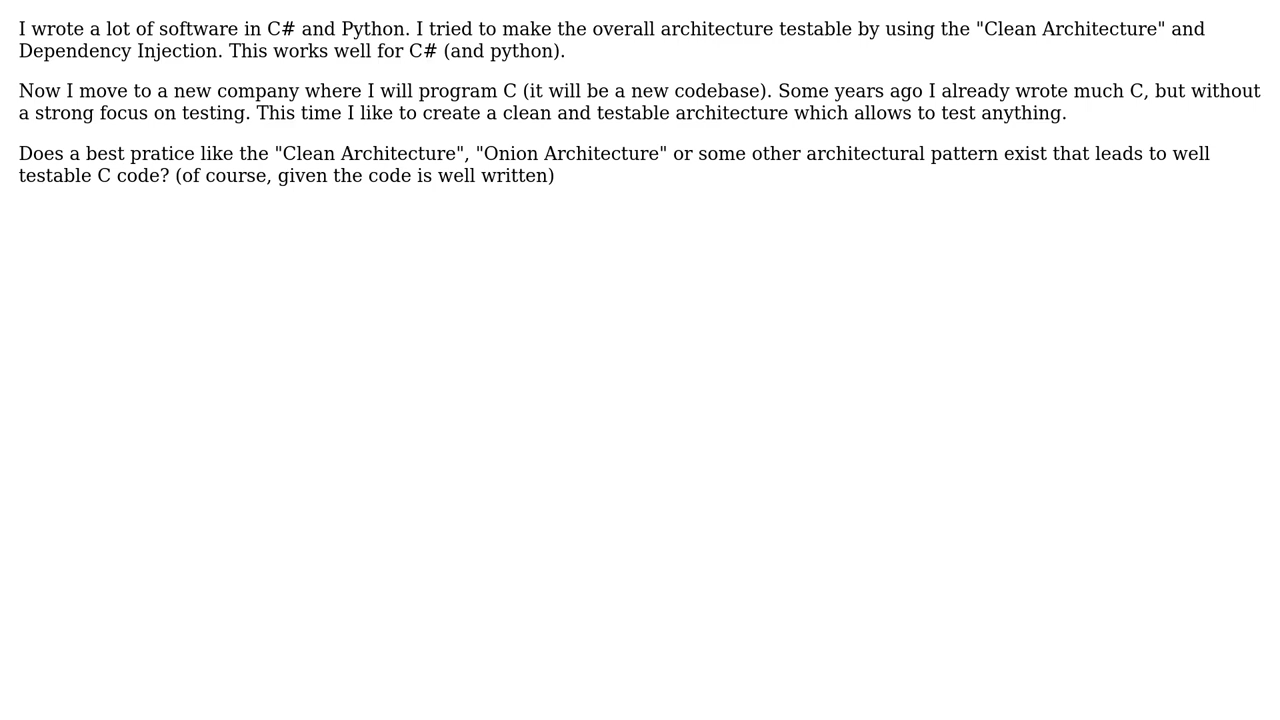 I wrote a lot of software in C# and Python. I tried to make the overall architecture testable by using the "Clean Architecture" and
Dependency Injection. This works well for C# (and python).
Now I move to a new company where I will program C (it will be a new codebase). Some years ago I already wrote much C, but without
a strong focus on testing. This time I like to create a clean and testable architecture which allows to test anything.
Does a best pratice like the "Clean Architecture", "Onion Architecture" or some other architectural pattern exist that leads to well
testable C code? (of course, given the code is well written)